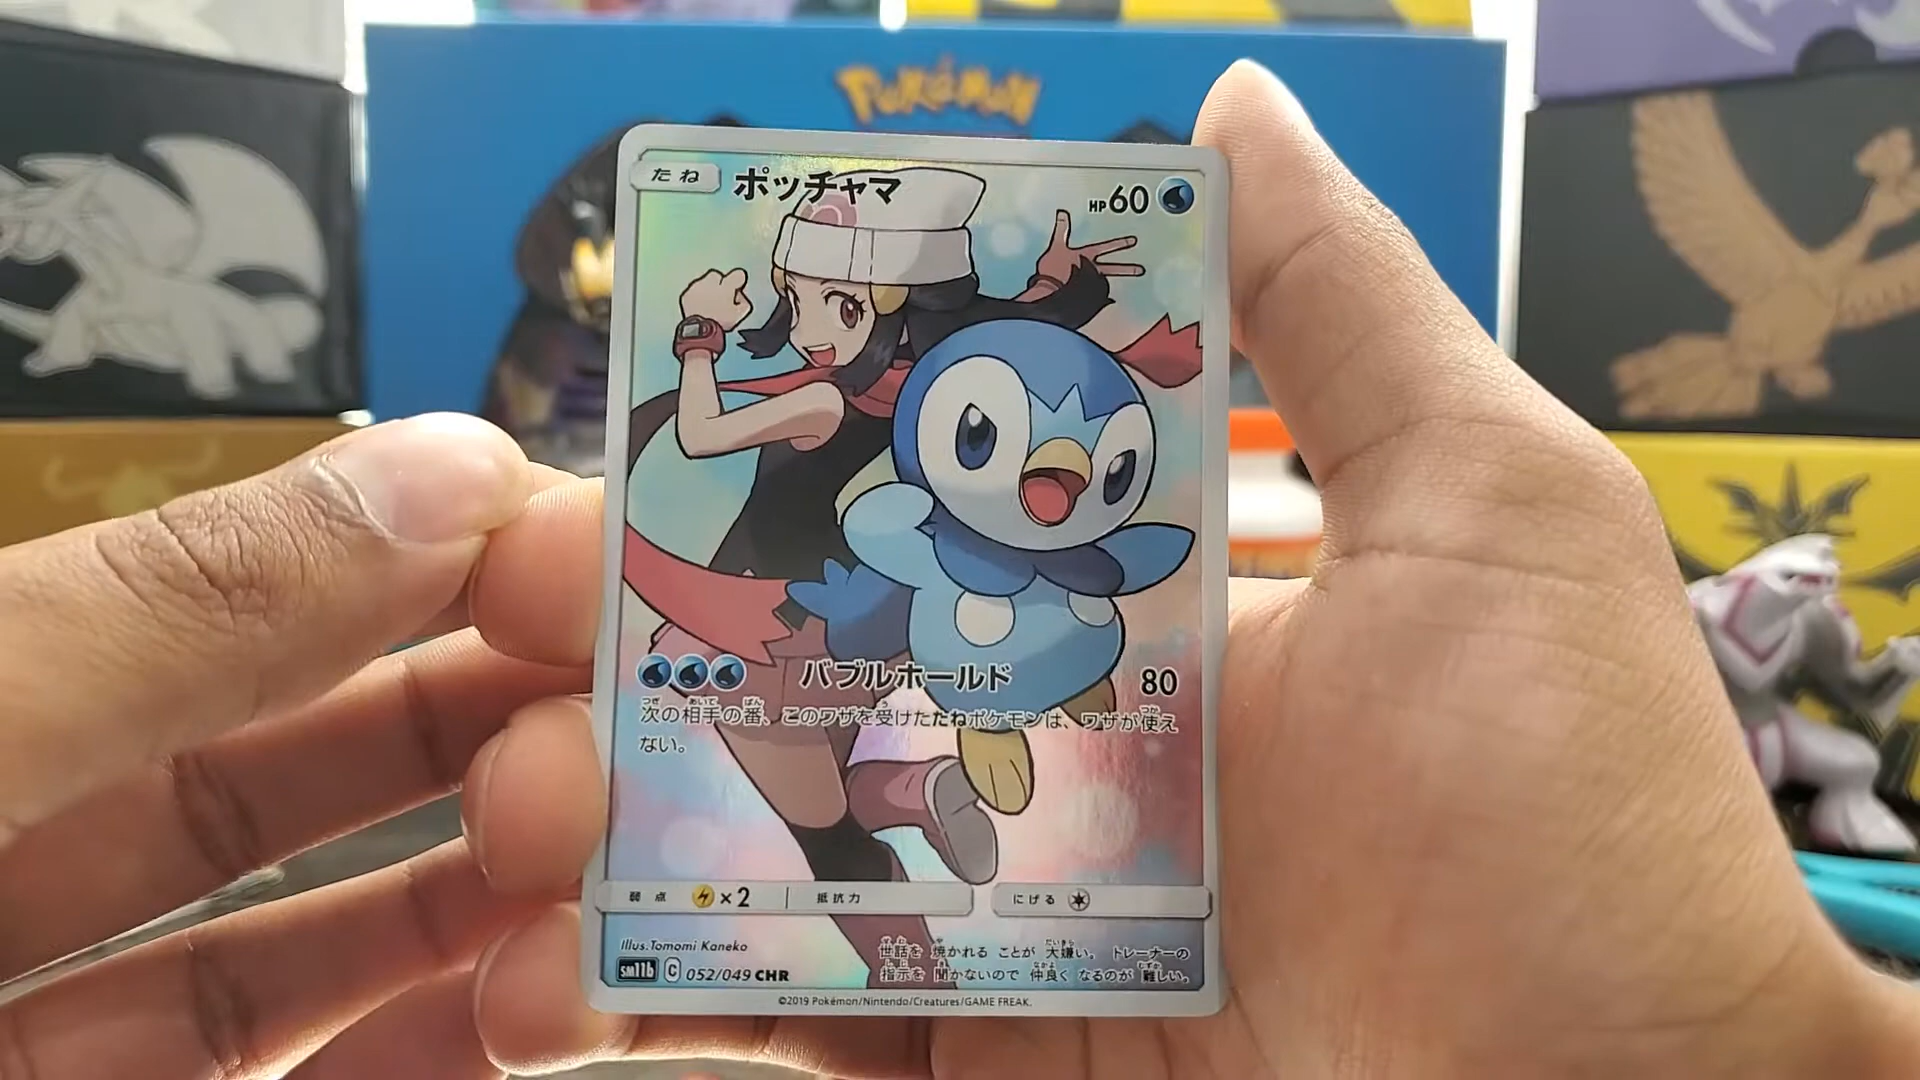 Pokémon
たね ポッチャマ HP60
バブルホールド 80
次の相手の番、このワザを受けたたねポケモンは、ワザが使え
ない。
弱点 ×2 抵抗力 にげる
Illus. Tomomi Kaneko
世話を 焼かれる ことが 大嫌い。 トレーナーの
指示を 聞かないので 仲良く なるのが 難しい。
sm11b C 052/049 CHR
©2019 Pokémon/Nintendo/Creatures/GAME FREAK.